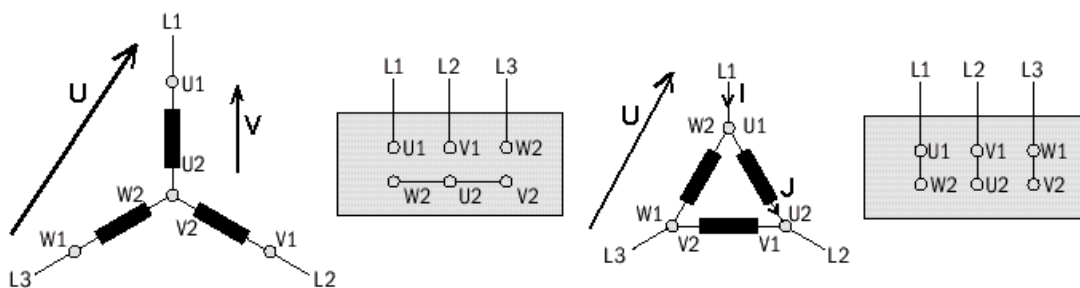 L1
U
U1
V
U2
W2
W1
V2
V1
L3
L2
L1 L2 L3
U1 V1 W2
W2 U2 V2
L1
I
U
W2 U1
J
W1 U2
V2 V1
L3
L2
L1 L2 L3
U1 V1 W1
W2 U2 V2